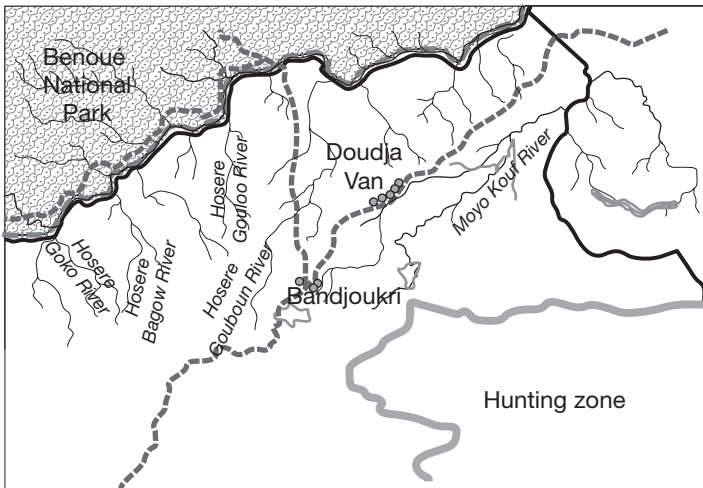 Benoué
National
Park
Doudja
Van
Moyo Kour River
Hosere
Gouloo River
Hosere
Goko River
Hosere
Bagow River
Hosere
Gouboun River
Bandjoukri
Hunting zone